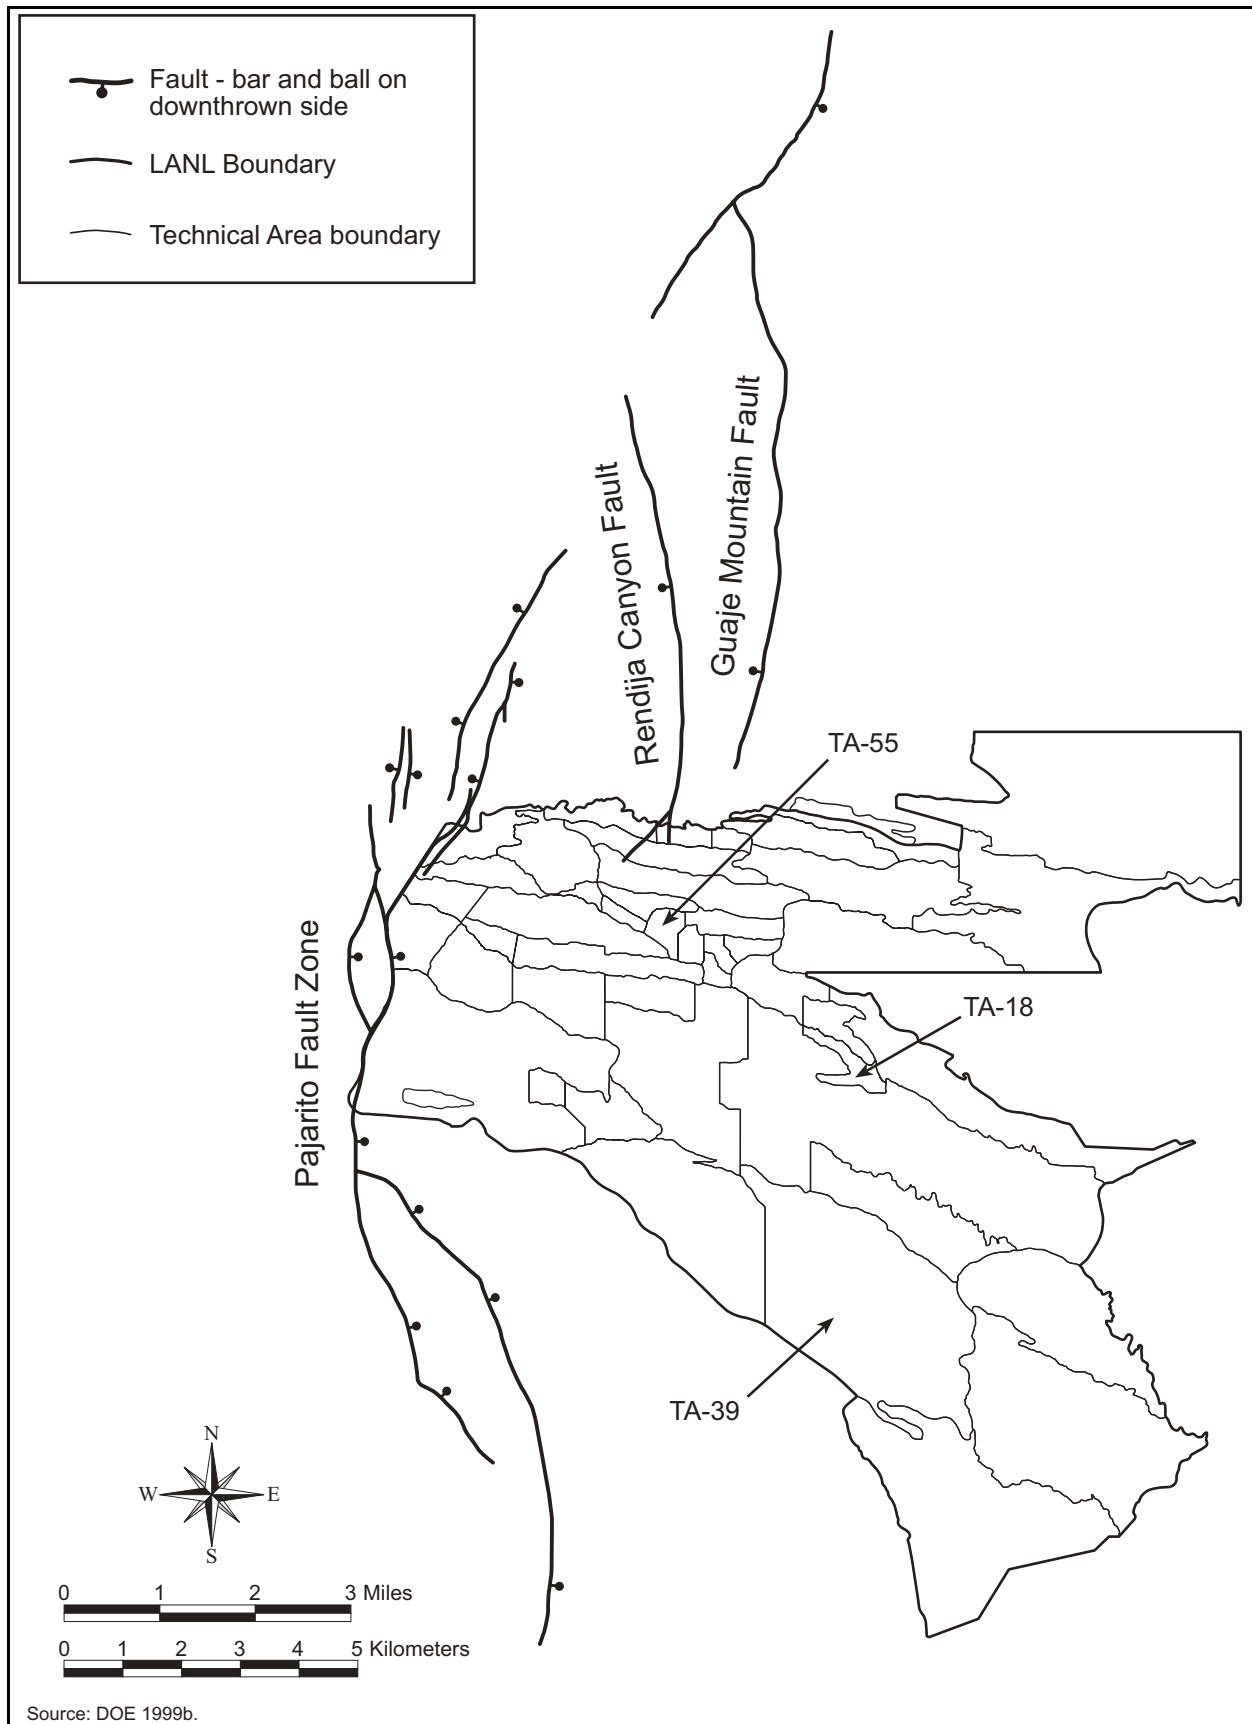 Fault - bar and ball on
downthrown side
LANL Boundary
Technical Area boundary
Guaje Mountain Fault
Rendija Canyon Fault
TA-55
Pajarito Fault Zone
TA-18
TA-39
N
W E
S
0 1 2 3 Miles
0 1 2 3 4 5 Kilometers
Source: DOE 1999b.